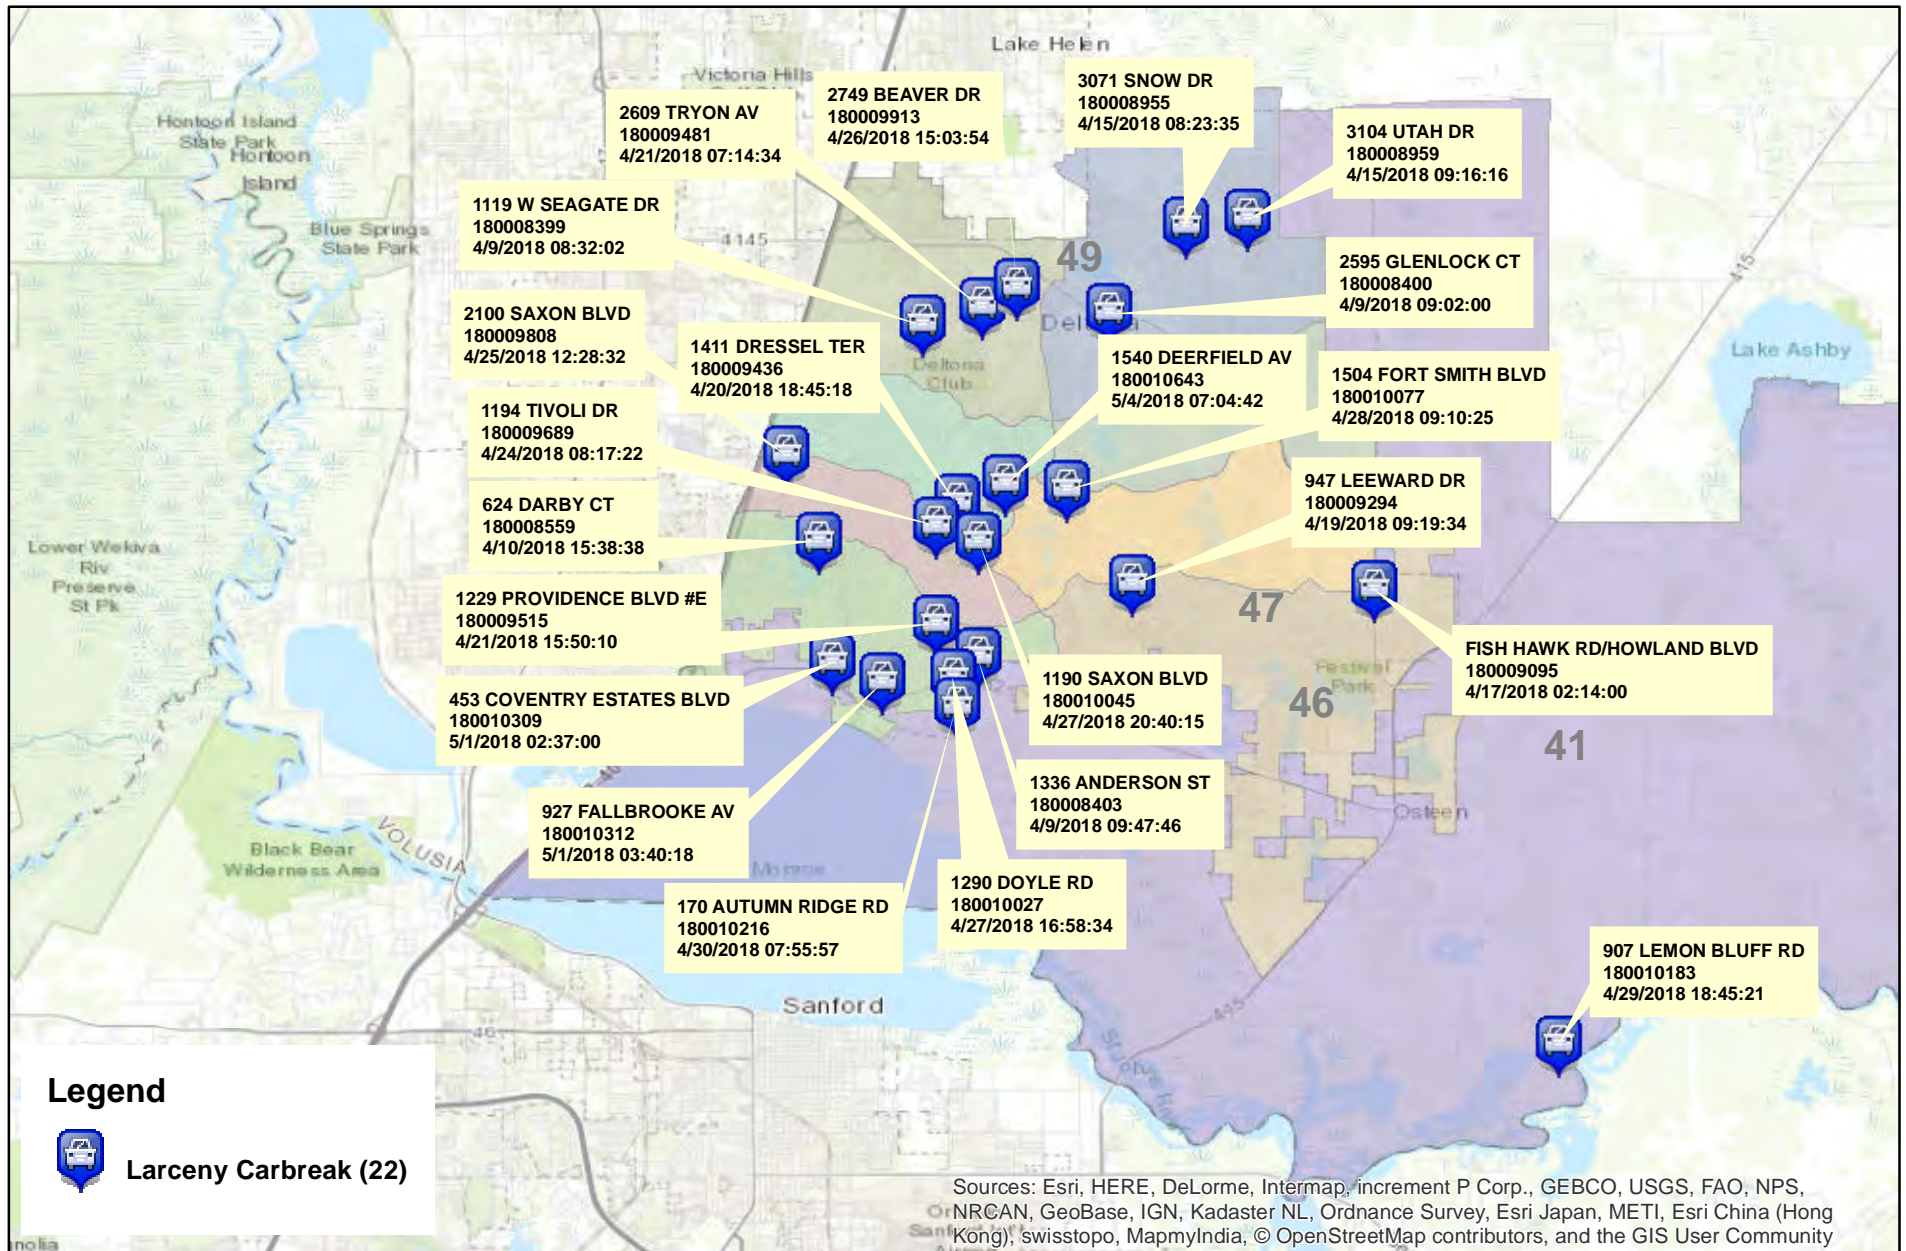 Lake Helen
Victoria Hills
Hontoon Island
State Park
Hontoon
Island
Blue Springs
State Park
4145
2609 TRYON AV
180009481
4/21/2018 07:14:34
2749 BEAVER DR
180009913
4/26/2018 15:03:54
3071 SNOW DR
180008955
4/15/2018 08:23:35
3104 UTAH DR
180008959
4/15/2018 09:16:16
1119 W SEAGATE DR
180008399
4/9/2018 08:32:02
49
2595 GLENLOCK CT
180008400
4/9/2018 09:02:00
415
2100 SAXON BLVD
180009808
4/25/2018 12:28:32
1411 DRESSEL TER
180009436
4/20/2018 18:45:18
Deltona
Club
1540 DEERFIELD AV
180010643
5/4/2018 07:04:42
1504 FORT SMITH BLVD
180010077
4/28/2018 09:10:25
Lake Ashby
1194 TIVOLI DR
180009689
4/24/2018 08:17:22
624 DARBY CT
180008559
4/10/2018 15:38:38
947 LEEWARD DR
180009294
4/19/2018 09:19:34
Lower Wekiva
Riv
Preserve
St Pk
1229 PROVIDENCE BLVD #E
180009515
4/21/2018 15:50:10
47
FISH HAWK RD/HOWLAND BLVD
180009095
4/17/2018 02:14:00
Festival
Park
46
41
453 COVENTRY ESTATES BLVD
180010309
5/1/2018 02:37:00
1190 SAXON BLVD
180010045
4/27/2018 20:40:15
927 FALLBROOKE AV
180010312
5/1/2018 03:40:18
1336 ANDERSON ST
180008403
4/9/2018 09:47:46
Osteen
VOLUSIA
Black Bear
Wilderness Area
Monroe
170 AUTUMN RIDGE RD
180010216
4/30/2018 07:55:57
1290 DOYLE RD
180010027
4/27/2018 16:58:34
907 LEMON BLUFF RD
180010183
4/29/2018 18:45:21
Sanford
415
46
Legend
Larceny Carbreak (22)
Sources: Esri, HERE, DeLorme, Intermap, increment P Corp., GEBCO, USGS, FAO, NPS,
NRCAN, GeoBase, IGN, Kadaster NL, Ordnance Survey, Esri Japan, METI, Esri China (Hong
Kong), swisstopo, MapmyIndia, © OpenStreetMap contributors, and the GIS User Community